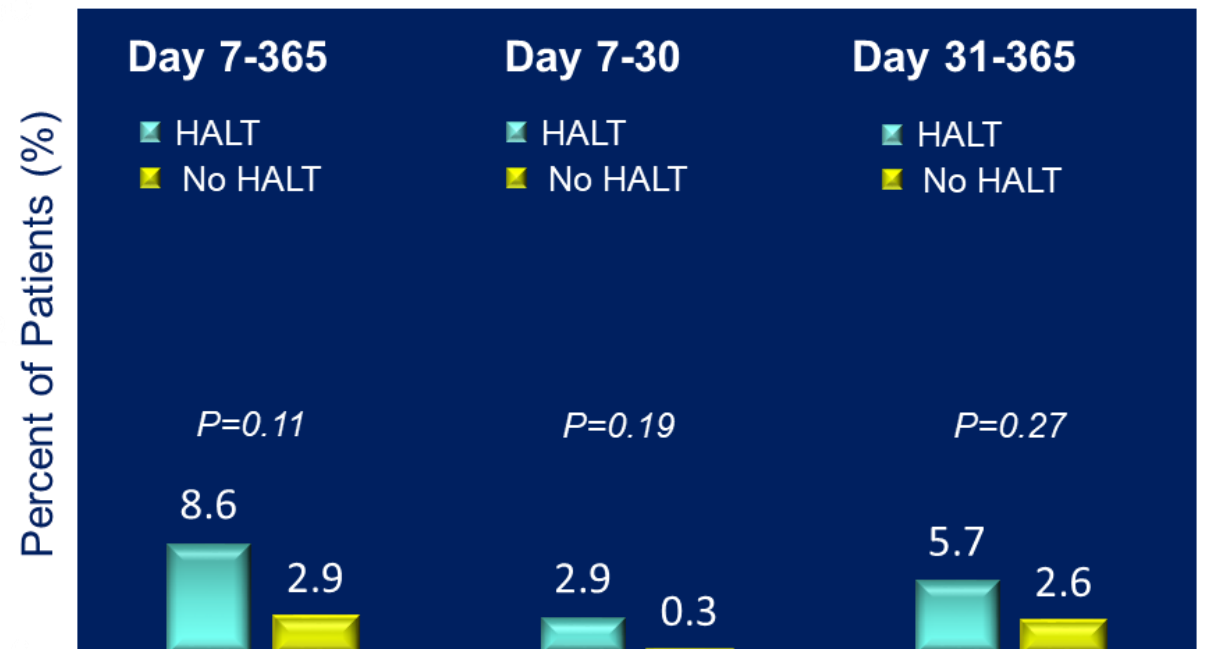 Percent of Patients (%)
Day 7-365
HALT
No HALT
P=0.11
8.6
2.9
Day 7-30
HALT
No HALT
P=0.19
2.9
0.3
Day 31-365
HALT
No HALT
P=0.27
5.7
2.6